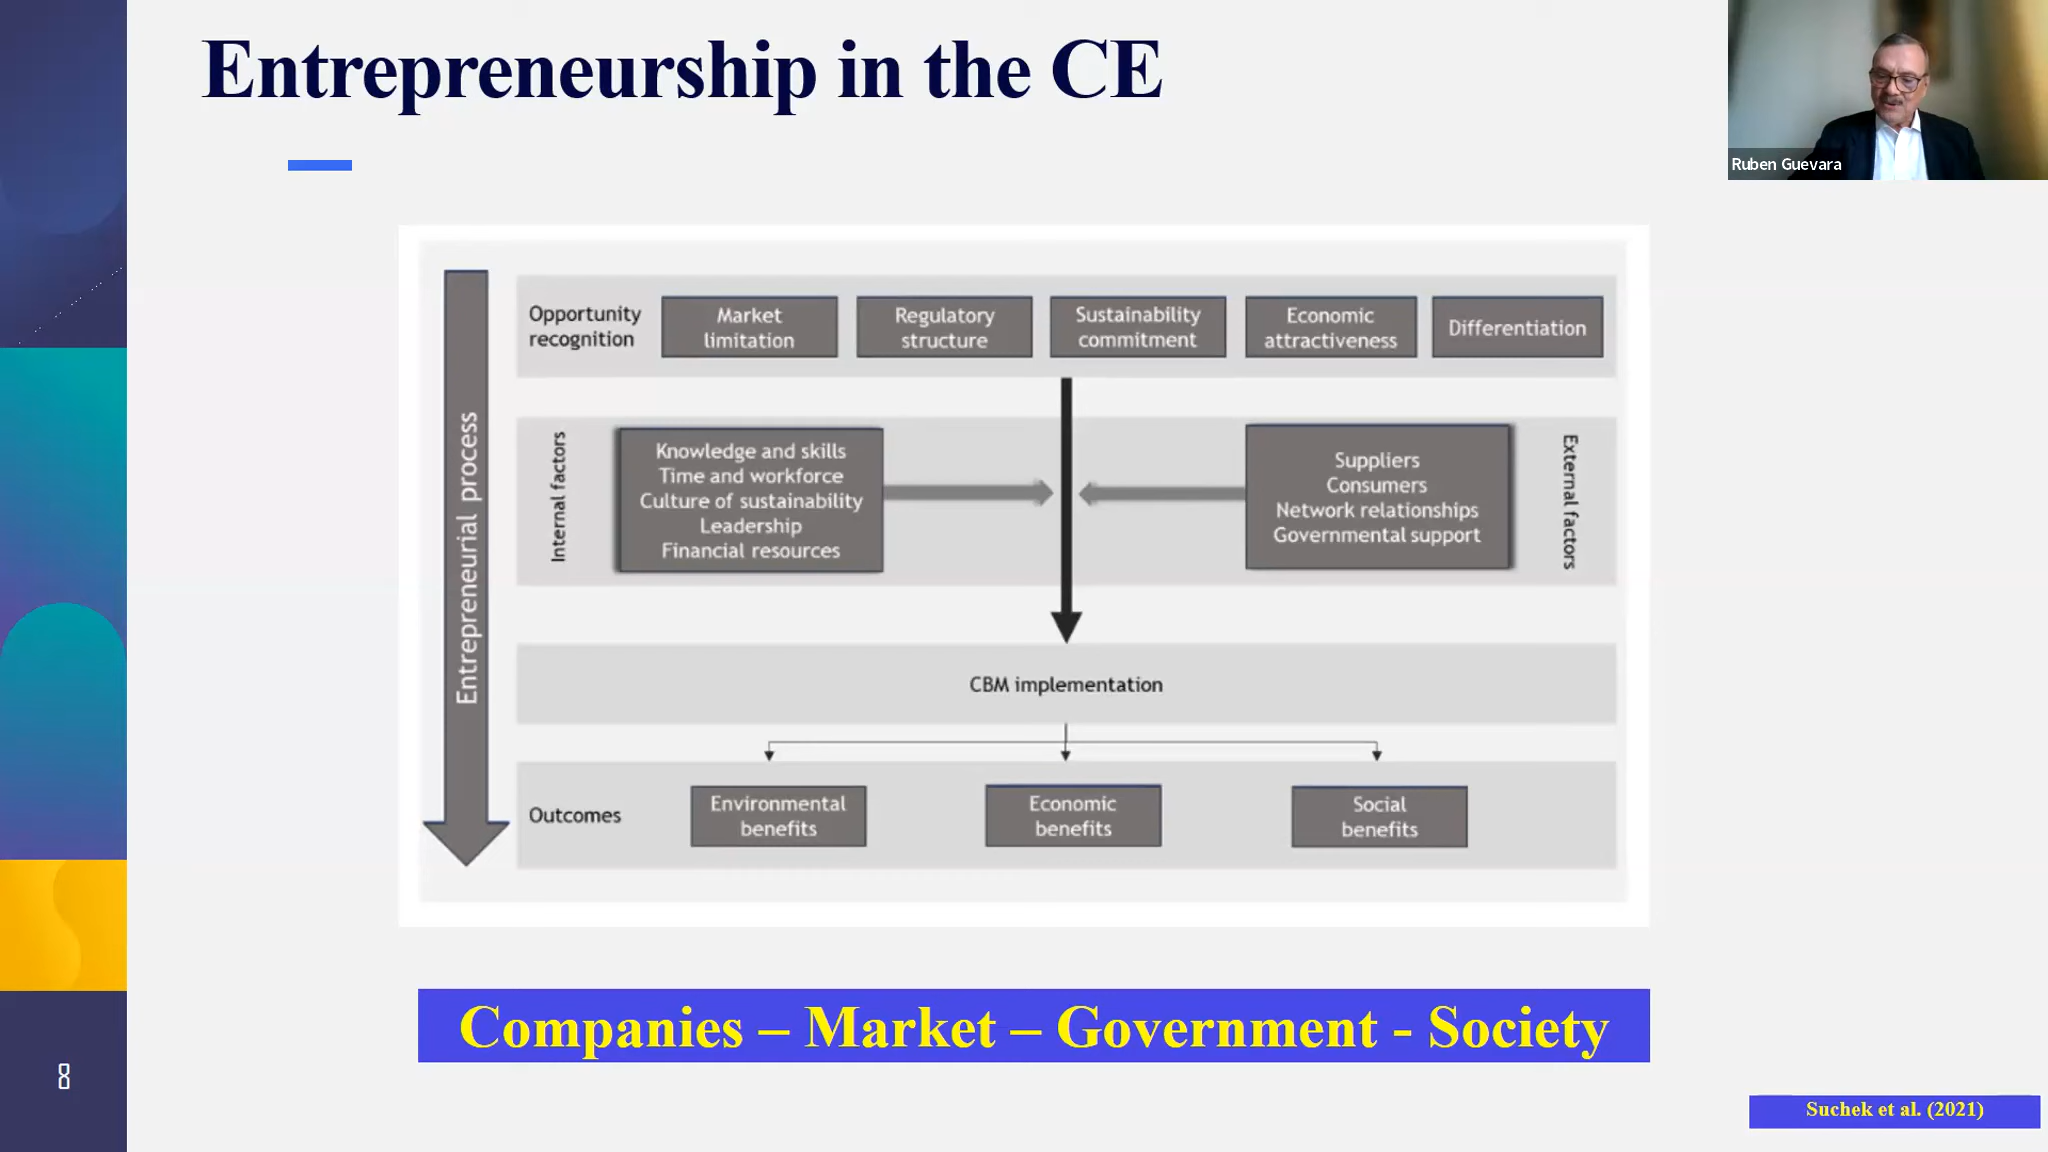 Entrepreneurship in the CE
Ruben Guevara
Entrepreneurial process
Opportunity
recognition
Market
limitation
Regulatory
structure
Sustainability
commitment
Economic
attractiveness
Differentiation
Internal factors
Knowledge and skills
Time and workforce
Culture of sustainability
Leadership
Financial resources
Suppliers
Consumers
Network relationships
Governmental support
External factors
CBM implementation
Outcomes
Environmental
benefits
Economic
benefits
Social
benefits
Companies – Market – Government - Society
8
Suchek et al. (2021)